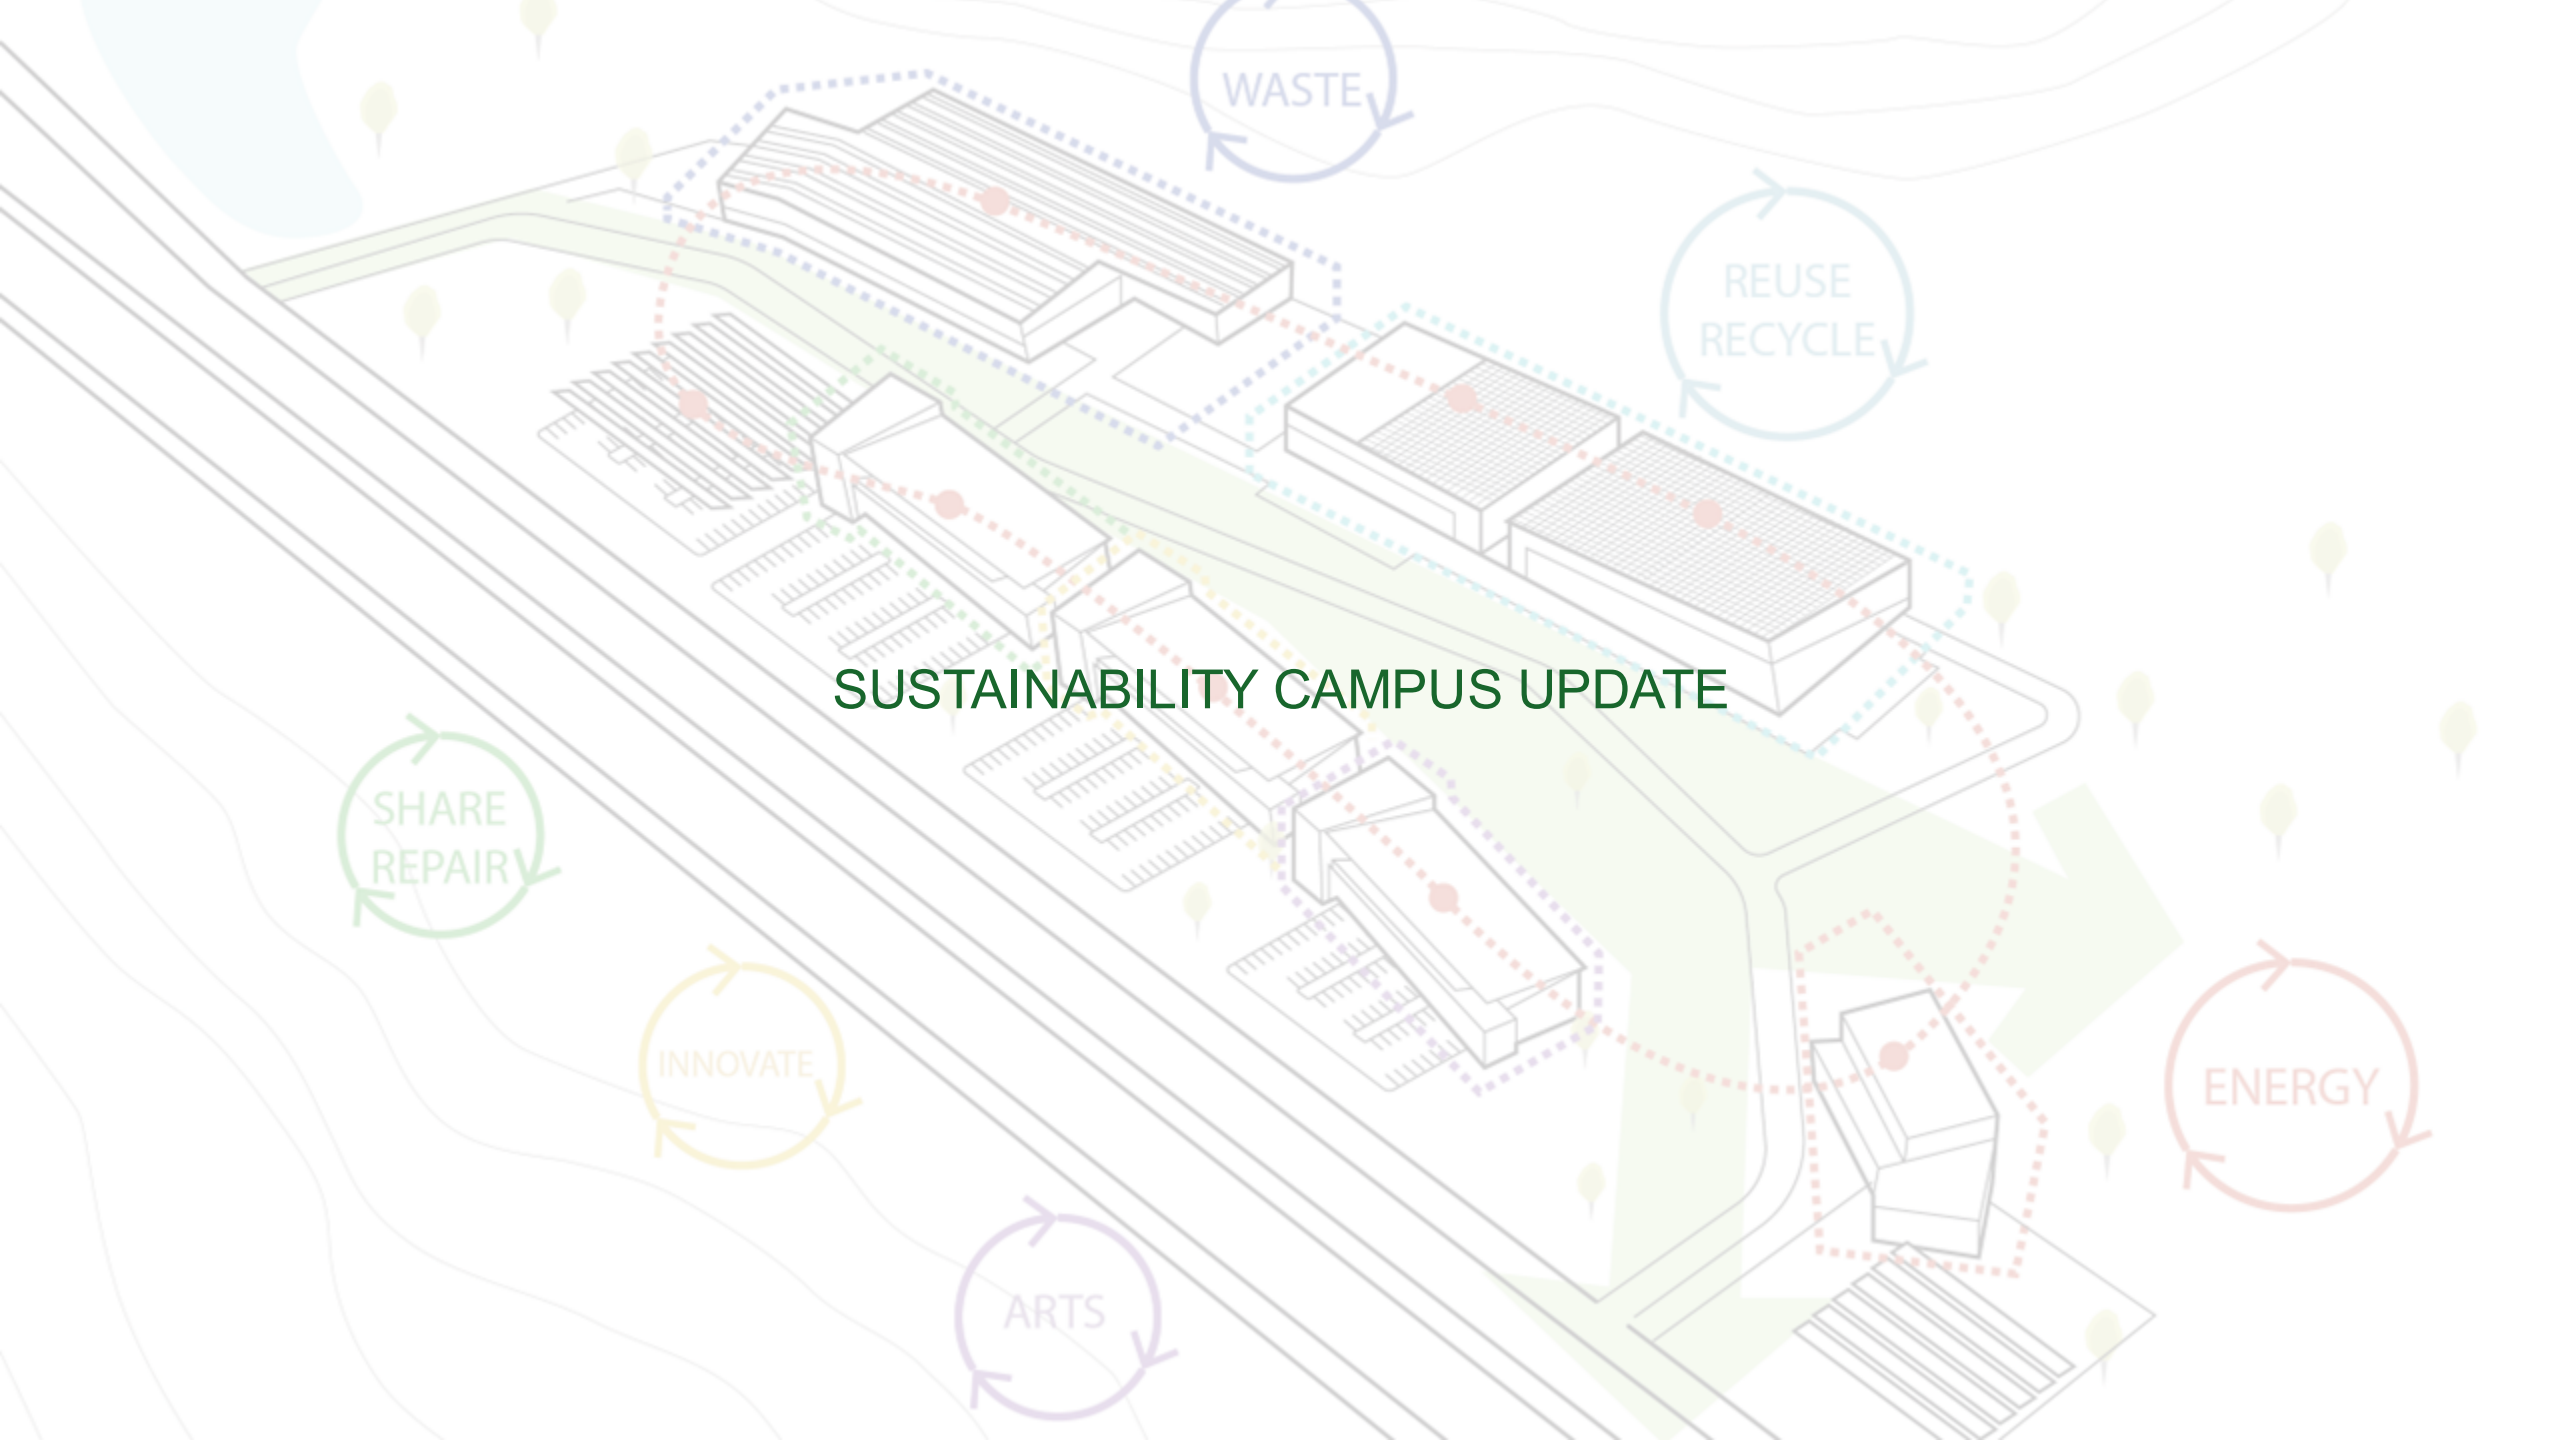 WASTE
REUSE
RECYCLE
SUSTAINABILITY CAMPUS UPDATE
SHARE
REPAIR
INNOVATE
ENERGY
ARTS